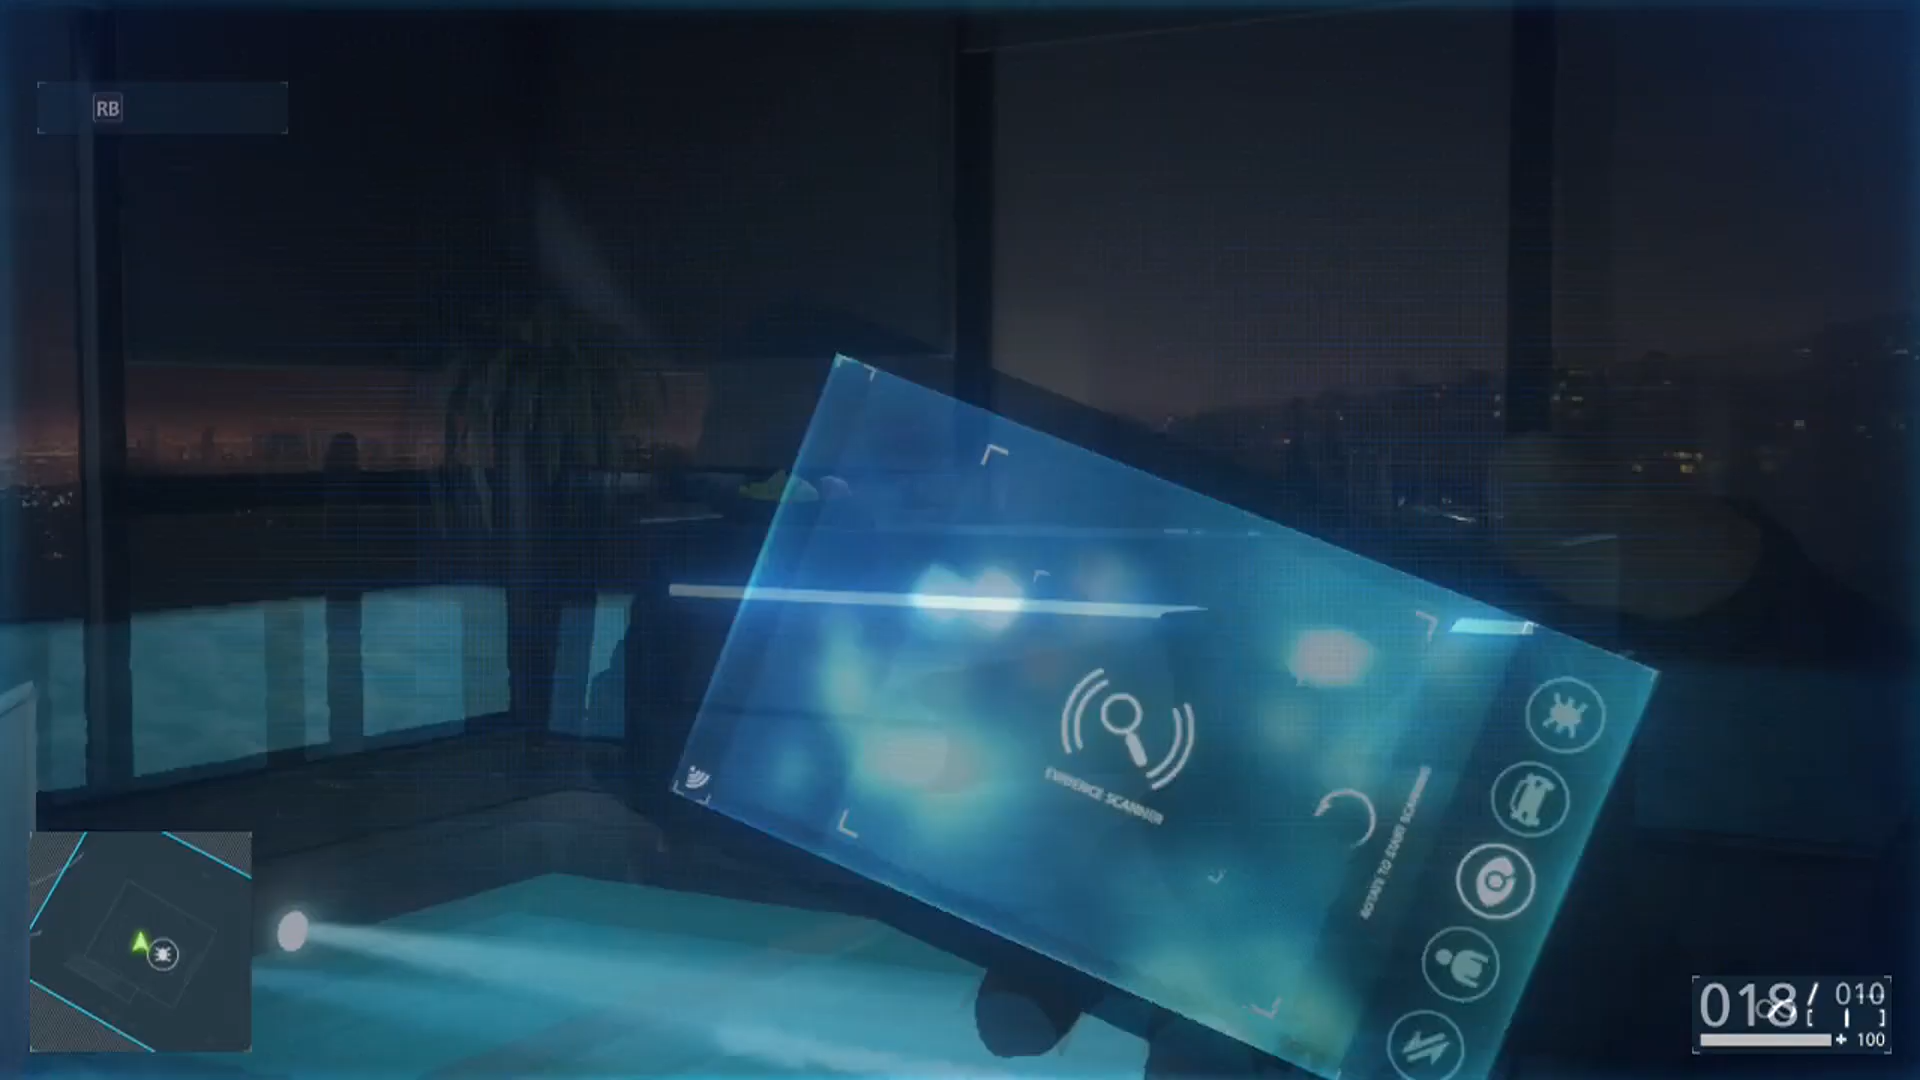 RB
EVIDENCE SCANNER
ROTATE TO START SCANNING
018/ 010
+ 100